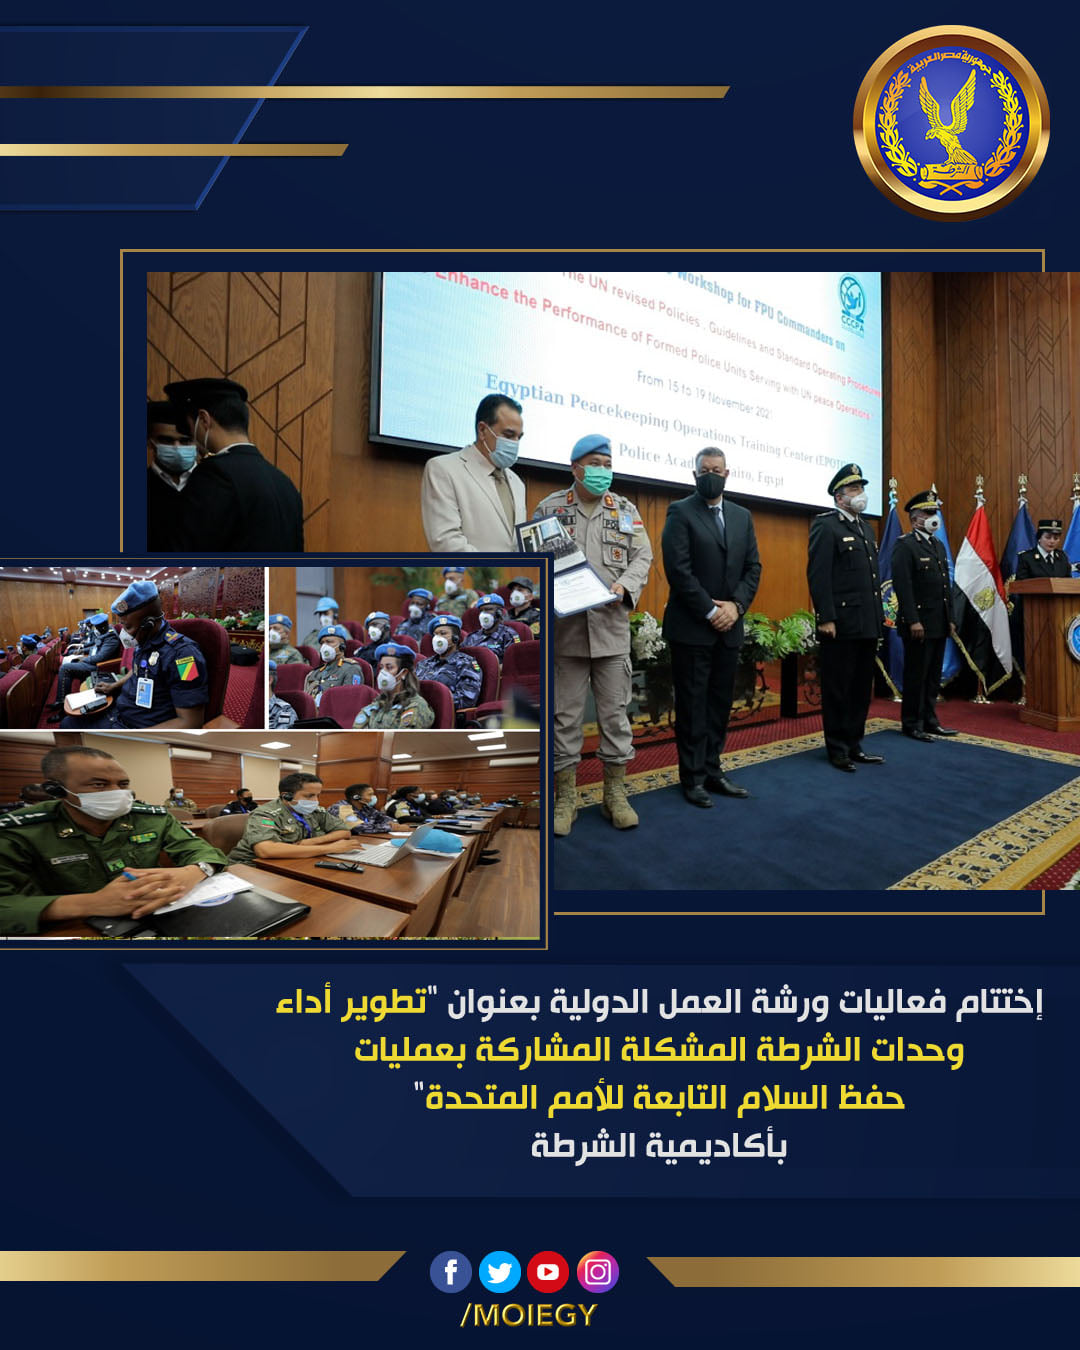 جمهورية مصر العربية
الشرطة
Workshop for FPU Commanders on
The UN revised Policies , Guidelines and Standard Operating Procedures
Enhance the Performance of Formed Police Units Serving with UN peace Operations"
From 15 to 19 November 2021
Egyptian Peacekeeping Operations Training Center
Police Egypt
CCCPA
إختتام فعاليات ورشة العمل الدولية بعنوان "تطوير أداء
وحدات الشرطة المشكلة المشاركة بعمليات
حفظ السلام التابعة للأمم المتحدة"
بأكاديمية الشرطة
/MOIEGY